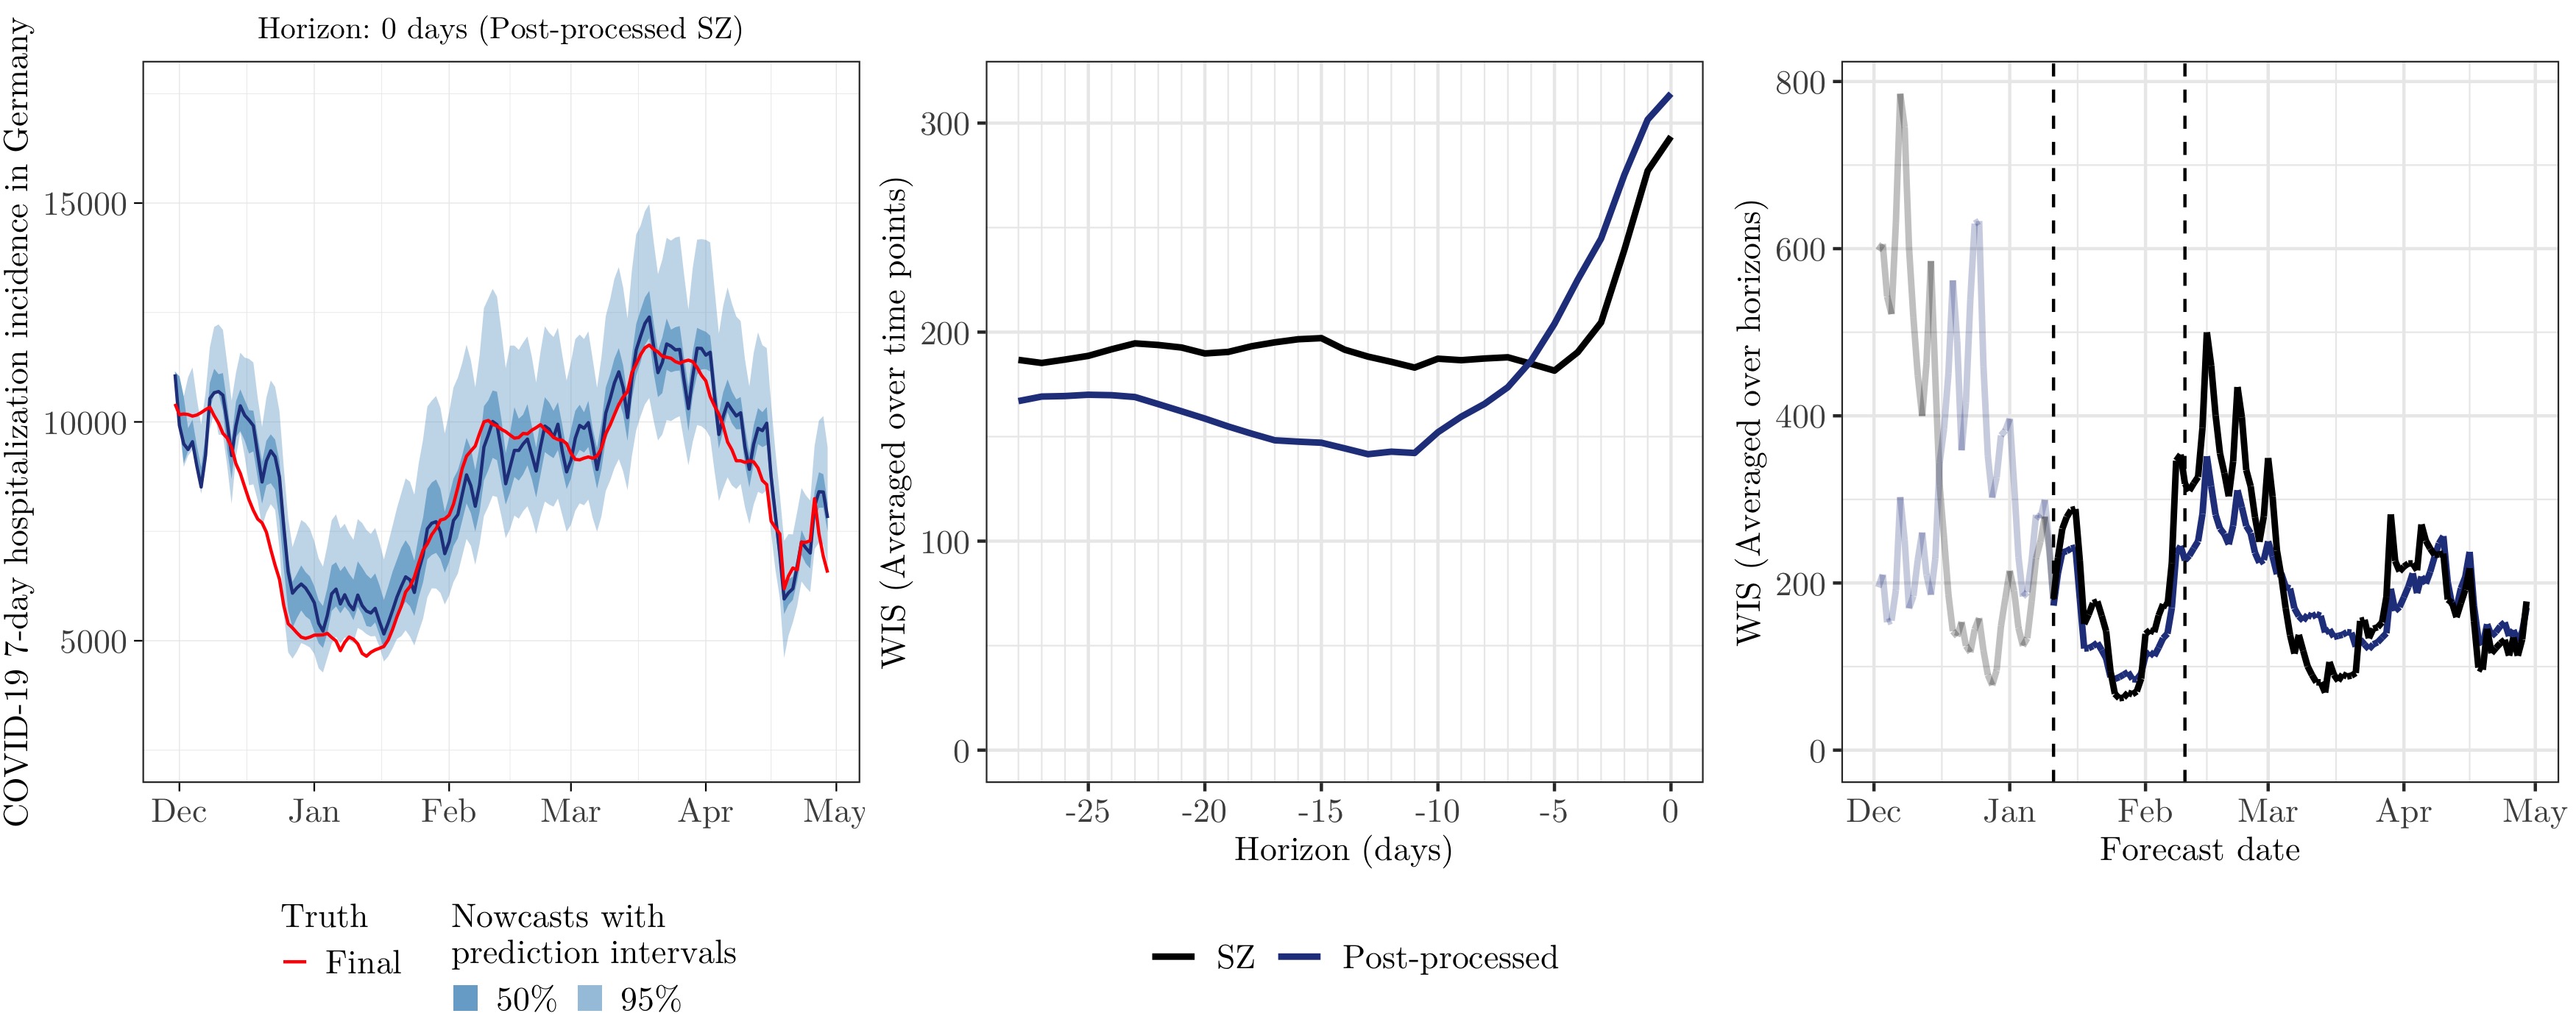 Horizon: 0 days (Post-processed SZ)
COVID-19 7-day hospitalization incidence in Germany
15000
10000
5000
Dec Jan Feb Mar Apr May
Truth
Final
Nowcasts with
prediction intervals
50% 95%
WIS (Averaged over time points)
300
200
100
0
-25 -20 -15 -10 -5 0
Horizon (days)
SZ Post-processed
WIS (Averaged over horizons)
800
600
400
200
0
Dec Jan Feb Mar Apr May
Forecast date